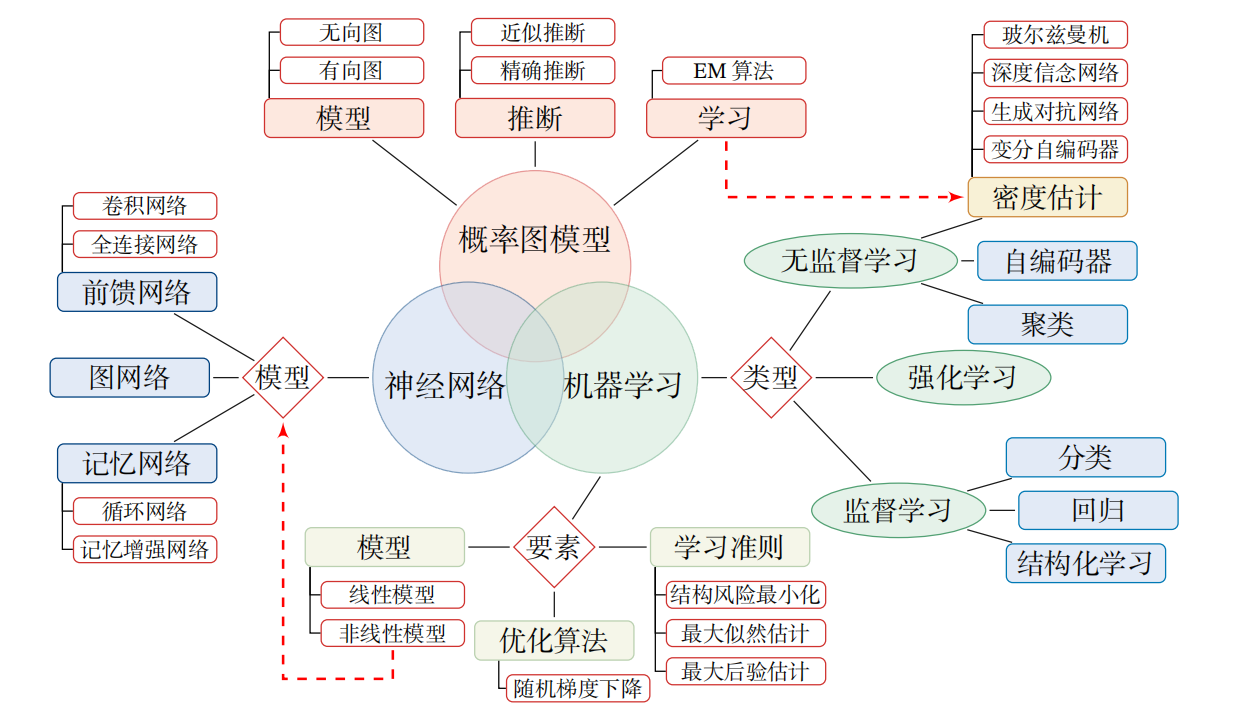 无向图
有向图
模型
近似推断
精确推断
推断
EM 算法
学习
玻尔兹曼机
深度信念网络
生成对抗网络
变分自编码器
密度估计
概率图模型
神经网络
机器学习
卷积网络
全连接网络
前馈网络
图网络
模型
记忆网络
循环网络
记忆增强网络
类型
无监督学习
自编码器
聚类
强化学习
监督学习
分类
回归
结构化学习
要素
模型
线性模型
非线性模型
优化算法
随机梯度下降
学习准则
结构风险最小化
最大似然估计
最大后验估计